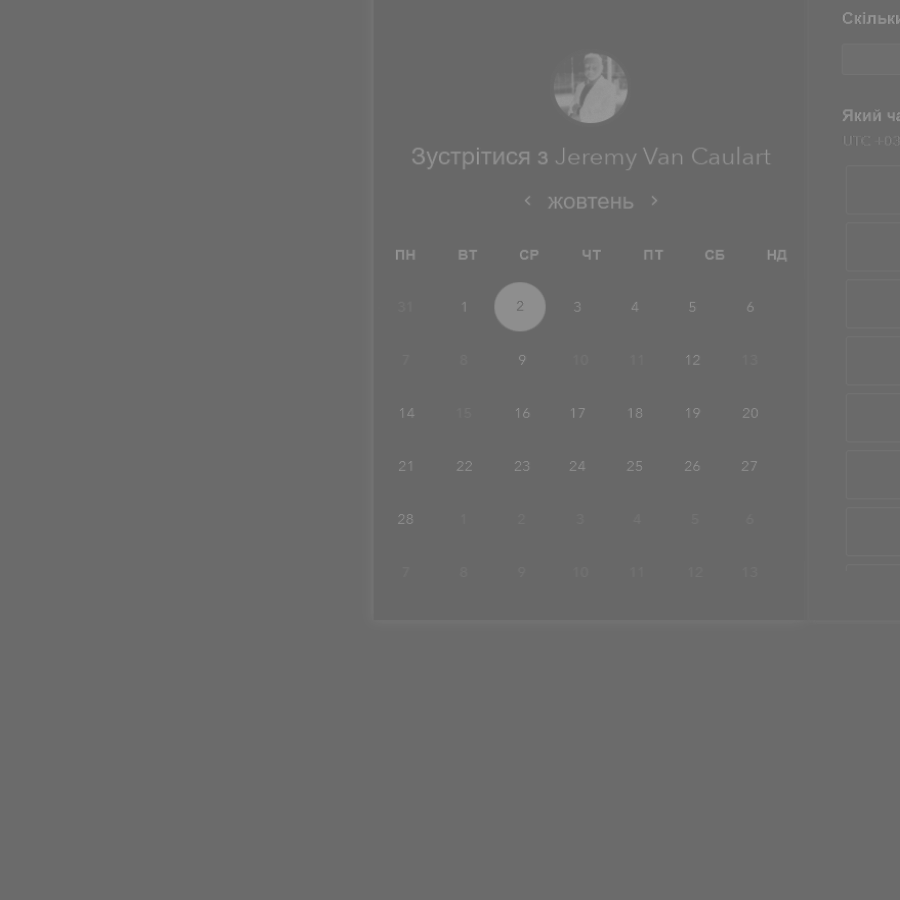 Зустрітися з Jeremy Van Caulart
жовтень
ПН ВТ СР ЧТ ПТ СБ НД
31 1 2 3 4 5 6
7 8 9 10 11 12 13
14 15 16 17 18 19 20
21 22 23 24 25 26 27
28 1 2 3 4 5 6
7 8 9 10 11 12 13
Скільки
Який ча
UTC +03